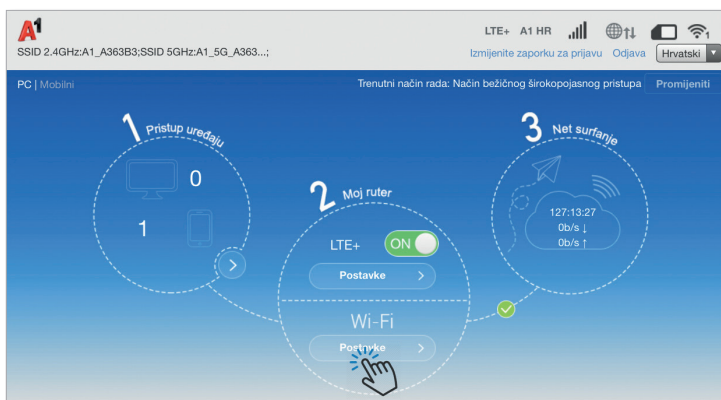 A1
LTE+ A1 HR
SSID 2.4GHz:A1_A363B3;SSID 5GHz:A1_5G_A363...;
Izmijenite zaporku za prijavu Odjava Hrvatski
PC | Mobilni
Trenutni način rada: Način bežičnog širokopojasnog pristupa Promijeniti
1 Pristup uređaju
0
1
2 Moj ruter
LTE+ ON
Postavke
Wi-Fi
Postavke
3 Net surfanje
127:13:27
0b/s ↓
0b/s ↑